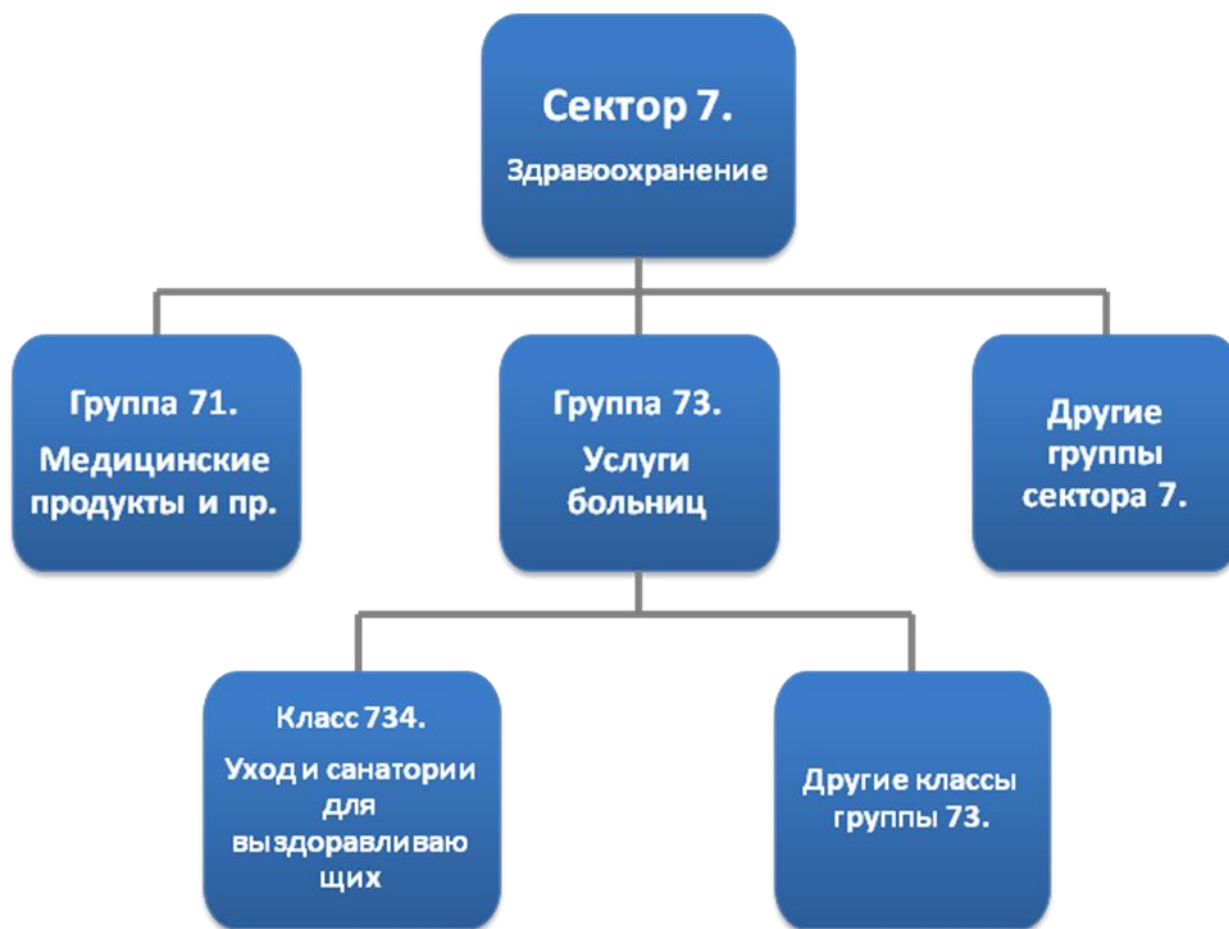 Сектор 7.
Здравоохранение
Группа 71.
Медицинские
продукты и пр.
Группа 73.
Услуги
больниц
Другие
группы
сектора 7.
Класс 734.
Уход и санатории
для
выздоравливаю
щих
Другие классы
группы 73.